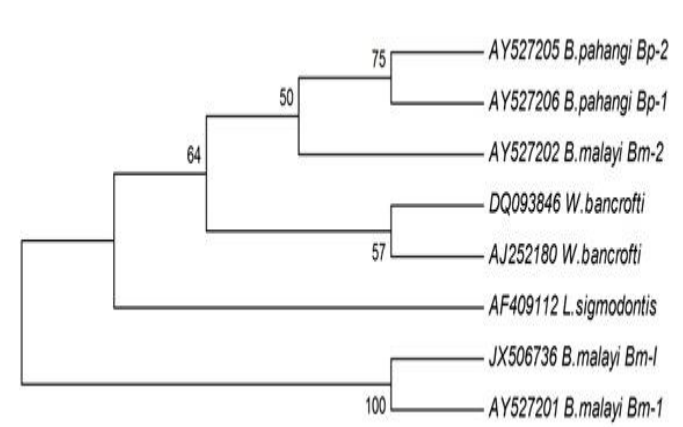 75
AY527205 B.pahangi Bp-2
50
AY527206 B.pahangi Bp-1
64
AY527202 B.malayi Bm-2
DQ093846 W.bancrofti
57
AJ252180 W.bancrofti
AF409112 L.sigmodontis
JX506736 B.malayi Bm-I
100
AY527201 B.malayi Bm-1